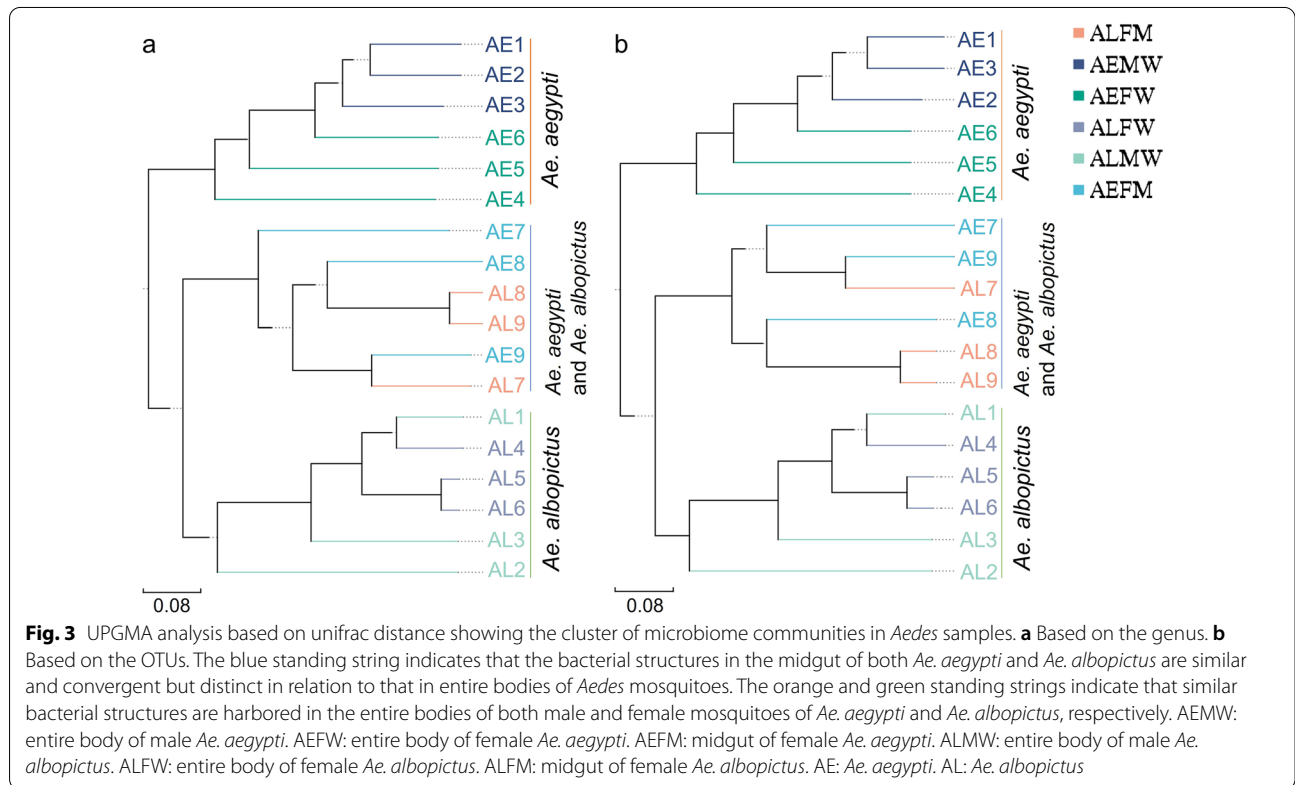 a
AE1
AE2
AE3
AE6
AE5
AE4
Ae. aegypti
AE7
AE8
AL8
AL9
AE9
AL7
Ae. aegypti
and Ae. albopictus
AL1
AL4
AL5
AL6
AL3
AL2
Ae. albopictus
0.08
b
AE1
AE3
AE2
AE6
AE5
AE4
Ae. aegypti
AE7
AE9
AL7
AE8
AL8
AL9
Ae. aegypti
and Ae. albopictus
AL1
AL4
AL5
AL6
AL3
AL2
Ae. albopictus
0.08
ALFM
AEMW
AEFW
ALFW
ALMW
AEFM
Fig. 3 UPGMA analysis based on unifrac distance showing the cluster of microbiome communities in Aedes samples. a Based on the genus. b
Based on the OTUs. The blue standing string indicates that the bacterial structures in the midgut of both Ae. aegypti and Ae. albopictus are similar
and convergent but distinct in relation to that in entire bodies of Aedes mosquitoes. The orange and green standing strings indicate that similar
bacterial structures are harbored in the entire bodies of both male and female mosquitoes of Ae. aegypti and Ae. albopictus, respectively. AEMW:
entire body of male Ae. aegypti. AEFW: entire body of female Ae. aegypti. AEFM: midgut of female Ae. aegypti. ALMW: entire body of male Ae.
albopictus. ALFW: entire body of female Ae. albopictus. ALFM: midgut of female Ae. albopictus. AE: Ae. aegypti. AL: Ae. albopictus